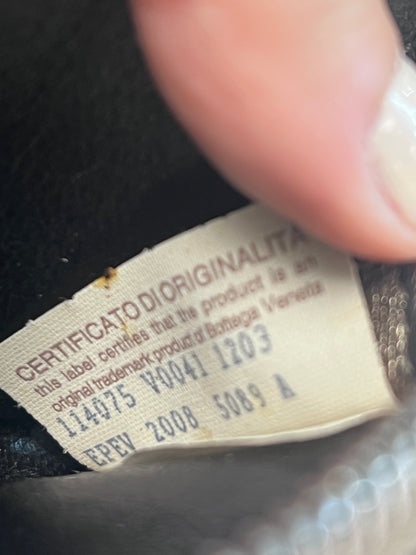 CERTIFICATO DI ORIGINALITA
this label certifies that the product is am
original trademark product of Bottega Veneta
114075 V0041 1203
EPEV 2008 5089 A